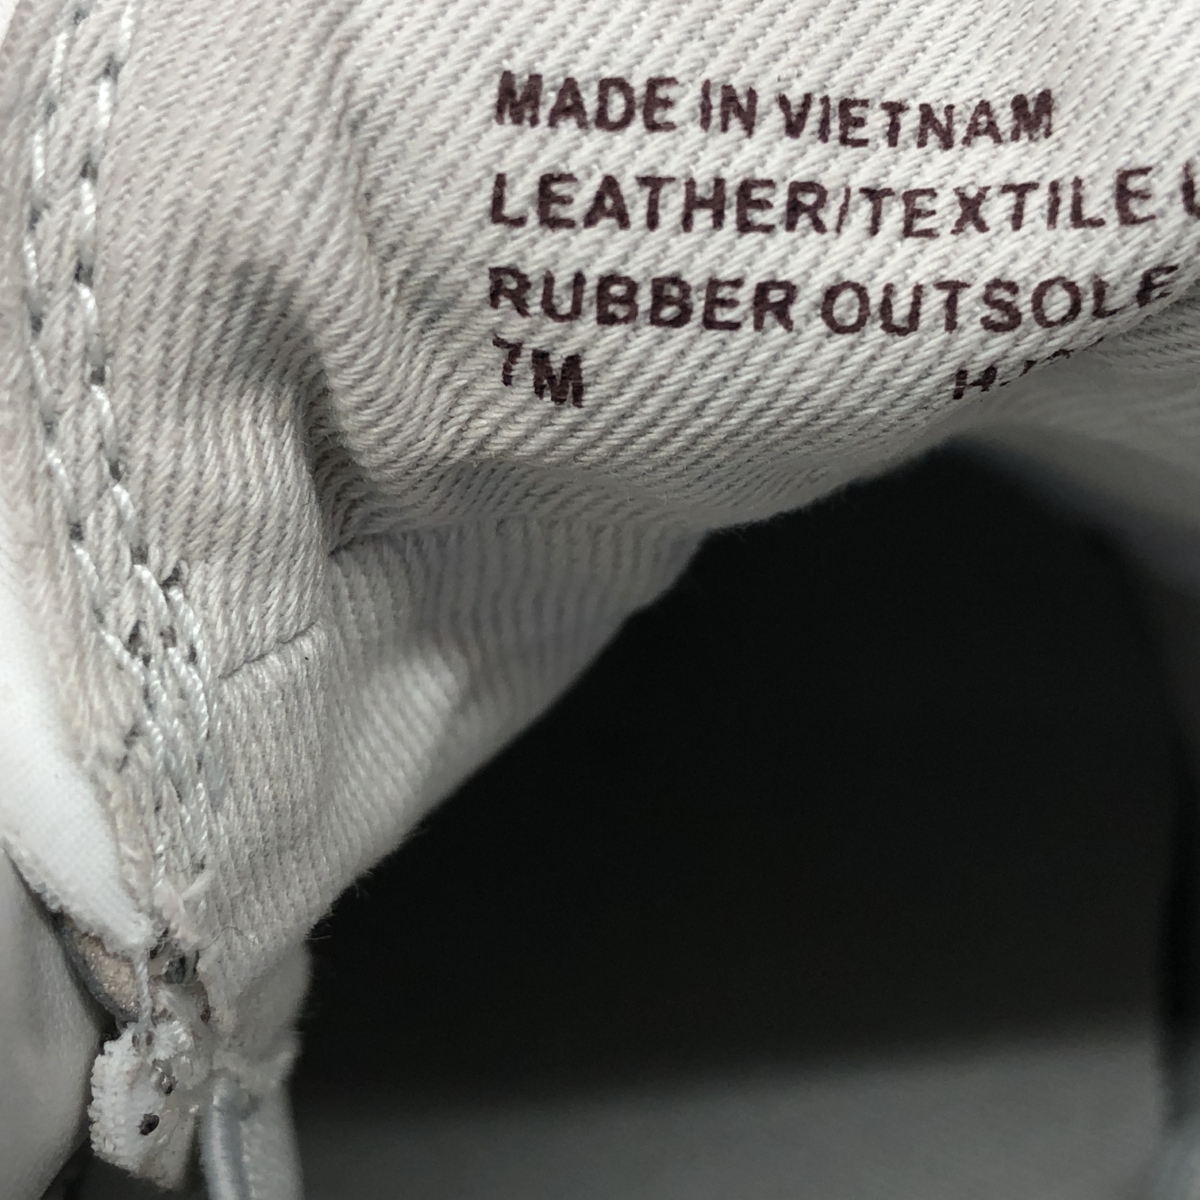 MADE IN VIETNAM
LEATHER/TEXTILE
RUBBER OUTSOLE
7M